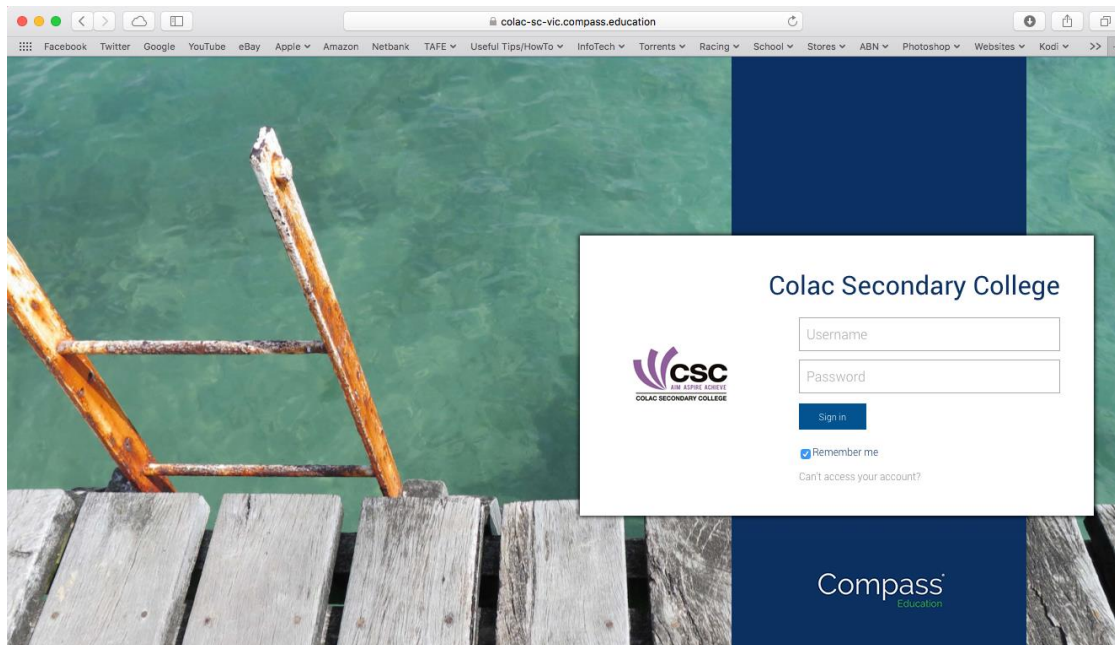 colac-sc-vic.compass.education
Facebook Twitter Google YouTube eBay Apple Amazon Netbank TAFE Useful Tips/HowTo InfoTech Torrents Racing School Stores ABN Photoshop Websites Kodi >>
Colac Secondary College
Username
Password
Sign in
Remember me
Can't access your account?
CSC
AIM ASPIRE ACHIEVE
COLAC SECONDARY COLLEGE
Compass
Education